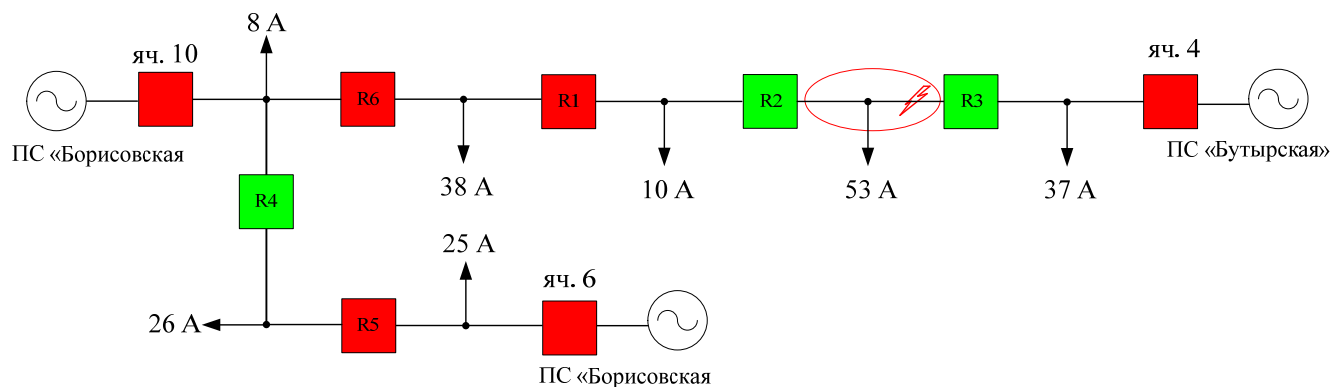 8 А
яч. 10
яч. 4
R6
R1
R2
R3
ПС «Борисовская
ПС «Бутырская»
38 А
10 А
53 А
37 А
R4
25 А
яч. 6
26 А
R5
ПС «Борисовская